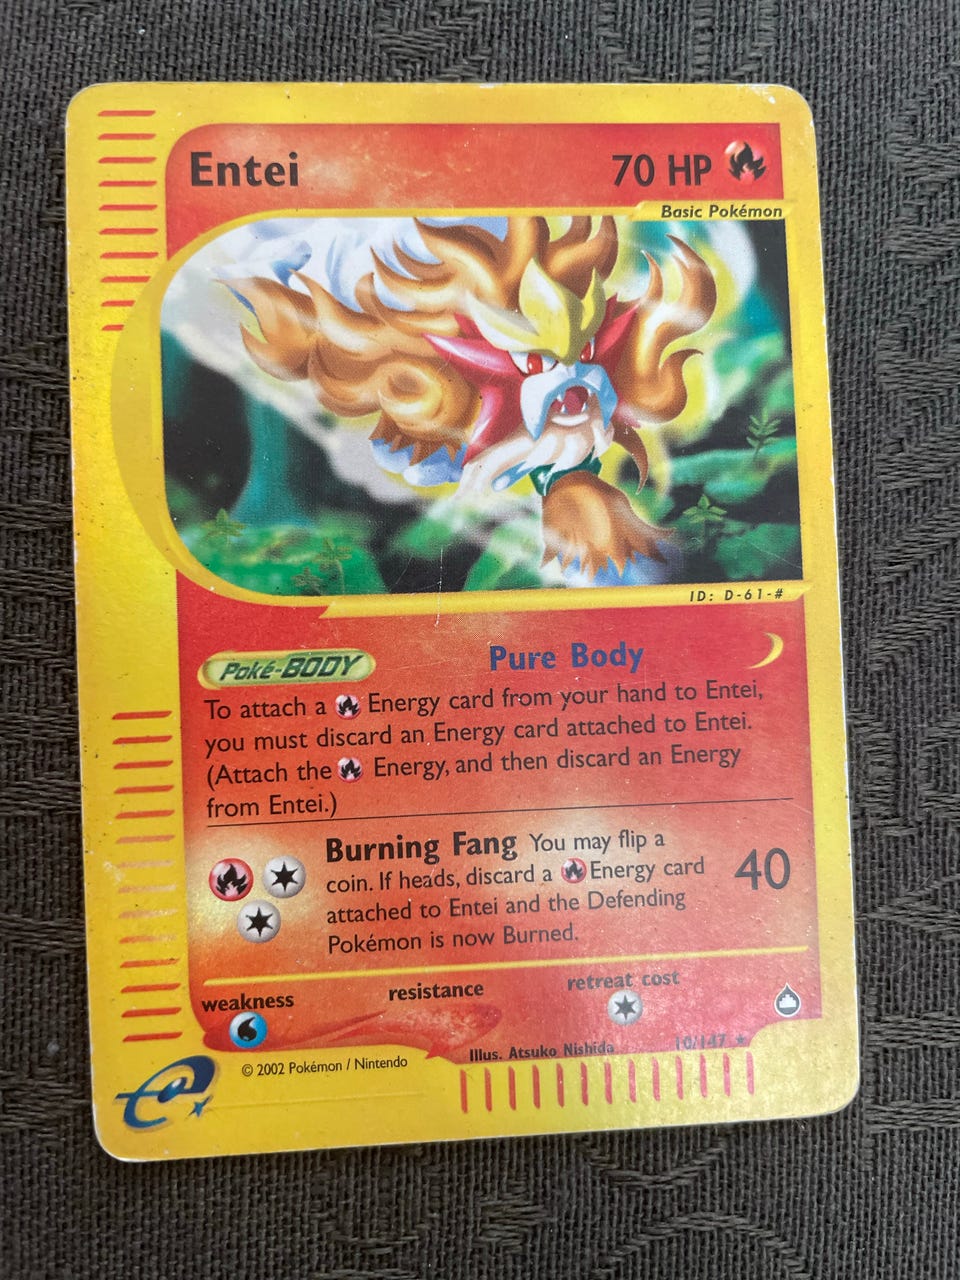 Entei 70 HP
Basic Pokémon
ID: D-61-#
Poké-BODY Pure Body
To attach a Energy card from your hand to Entei,
you must discard an Energy card attached to Entei.
(Attach the Energy, and then discard an Energy
from Entei.)
Burning Fang You may flip a
coin. If heads, discard a Energy card 40
attached to Entei and the Defending
Pokémon is now Burned.
weakness resistance retreat cost
Illus. Atsuko Nishida 10/147 ★
© 2002 Pokémon / Nintendo
e